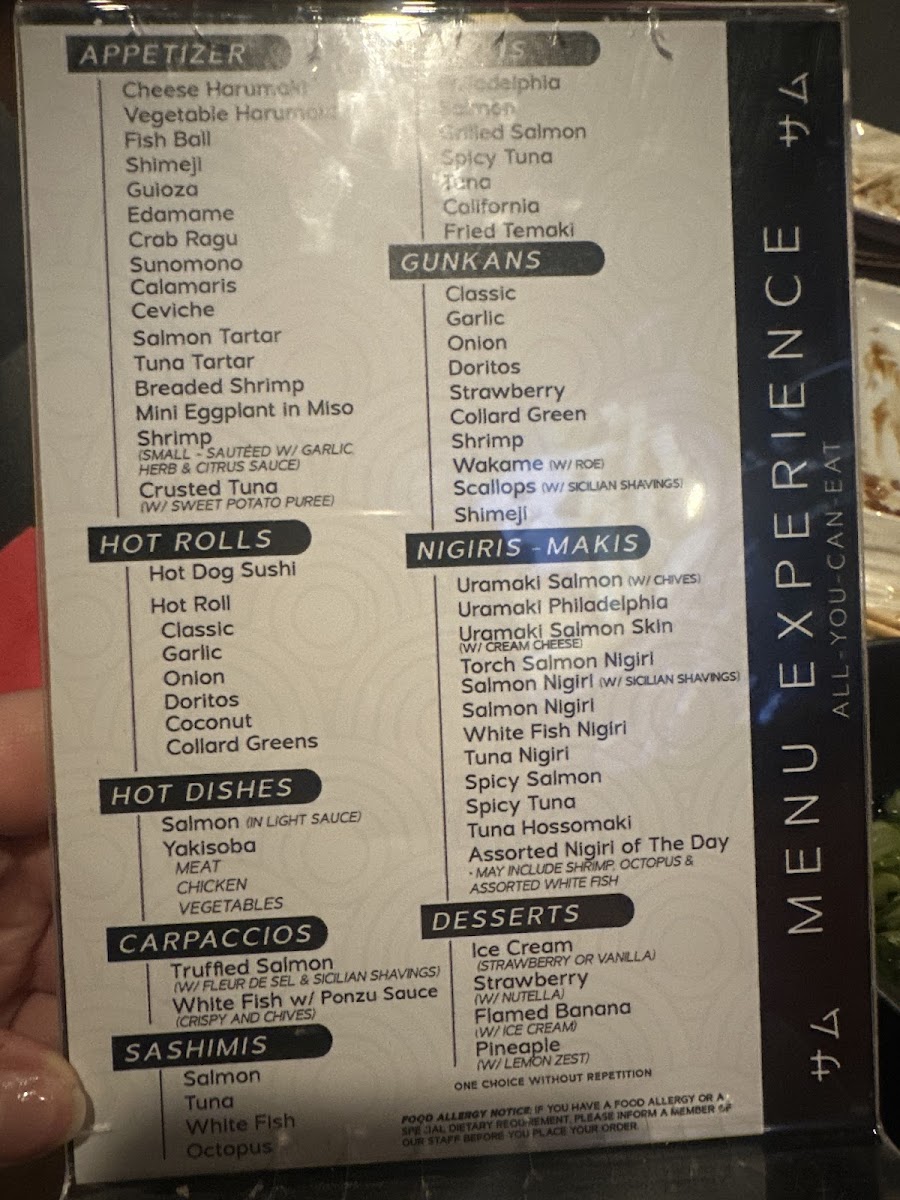 APPETIZER
Cheese Harumaki
Vegetable Harumaki
Fish Ball
Shimeji
Guioza
Edamame
Crab Ragu
Sunomono
Calamaris
Ceviche
Salmon Tartar
Tuna Tartar
Breaded Shrimp
Mini Eggplant in Miso
Shrimp
(SMALL - SAUTÉED W/ GARLIC
HERB & CITRUS SAUCE)
Crusted Tuna
(W/ SWEET POTATO PUREE)
HOT ROLLS
Hot Dog Sushi
Hot Roll
Classic
Garlic
Onion
Doritos
Coconut
Collard Greens
HOT DISHES
Salmon (IN LIGHT SAUCE)
Yakisoba
MEAT
CHICKEN
VEGETABLES
CARPACCIOS
Truffled Salmon
(W/ FLEUR DE SEL & SICILIAN SHAVINGS)
White Fish w/ Ponzu Sauce
(CRISPY AND CHIVES)
SASHIMIS
Salmon
Tuna
White Fish
Octopus
Philadelphia
Salmon
Grilled Salmon
Spicy Tuna
Tuna
California
Fried Temaki
GUNKANS
Classic
Garlic
Onion
Doritos
Strawberry
Collard Green
Shrimp
Wakame (W/ ROE)
Scallops (W/ SICILIAN SHAVINGS)
Shimeji
NIGIRIS - MAKIS
Uramaki Salmon (W/ CHIVES)
Uramaki Philadelphia
Uramaki Salmon Skin
(W/ CREAM CHEESE)
Torch Salmon Nigiri
Salmon Nigiri (W/ SICILIAN SHAVINGS)
Salmon Nigiri
White Fish Nigiri
Tuna Nigiri
Spicy Salmon
Spicy Tuna
Tuna Hossomaki
Assorted Nigiri of The Day
• MAY INCLUDE SHRIMP, OCTOPUS &
ASSORTED WHITE FISH
DESSERTS
Ice Cream
(STRAWBERRY OR VANILLA)
Strawberry
(W/ NUTELLA)
Flamed Banana
(W/ ICE CREAM)
Pineaple
(W/ LEMON ZEST)
ONE CHOICE WITHOUT REPETITION
FOOD ALLERGY NOTICE: IF YOU HAVE A FOOD ALLERGY OR A
SPECIAL DIETARY REQUIREMENT, PLEASE INFORM A MEMBER OF
OUR STAFF BEFORE YOU PLACE YOUR ORDER.
サム MENU EXPERIENCE サム
ALL-YOU-CAN-EAT